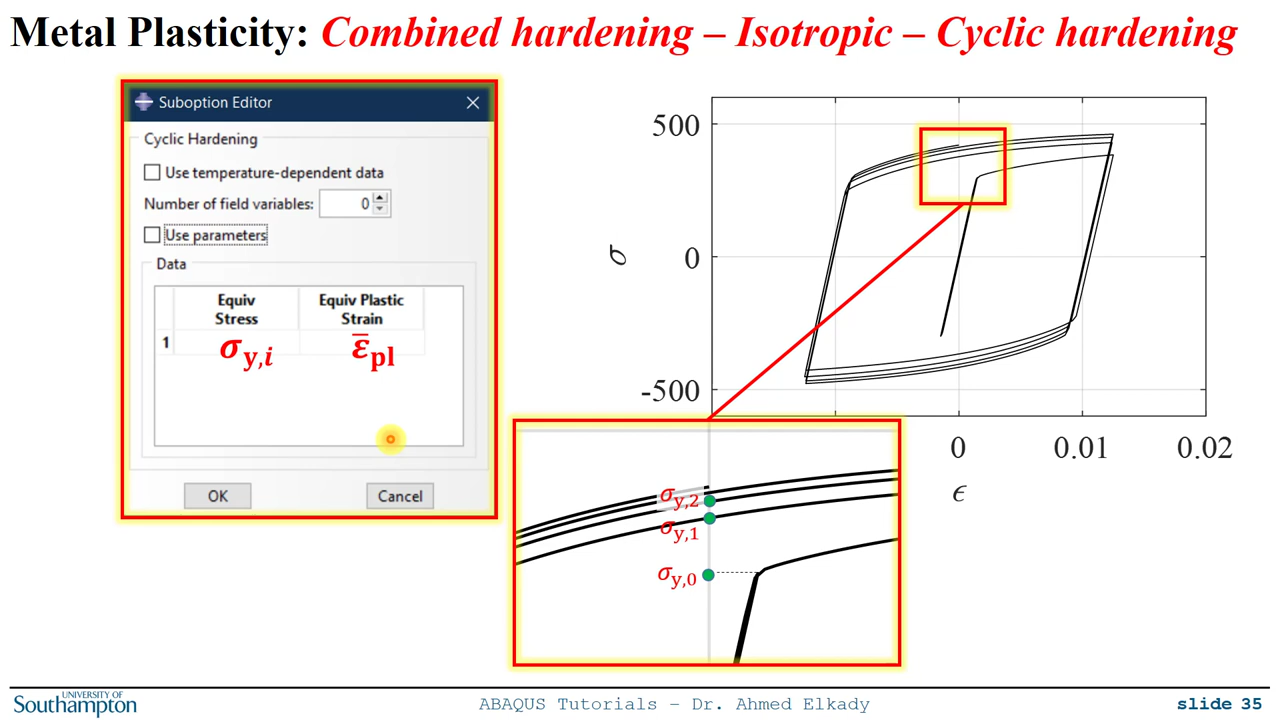 Metal Plasticity: Combined hardening – Isotropic – Cyclic hardening
Suboption Editor
Cyclic Hardening
Use temperature-dependent data
Number of field variables: 0
Use parameters
Data
Equiv Stress
Equiv Plastic Strain
1 σy,i ε̅pl
OK Cancel
500
0
-500
σ
0 0.01 0.02
ϵ
σy,2
σy,1
σy,0
UNIVERSITY OF
Southampton
ABAQUS Tutorials – Dr. Ahmed Elkady
slide 35